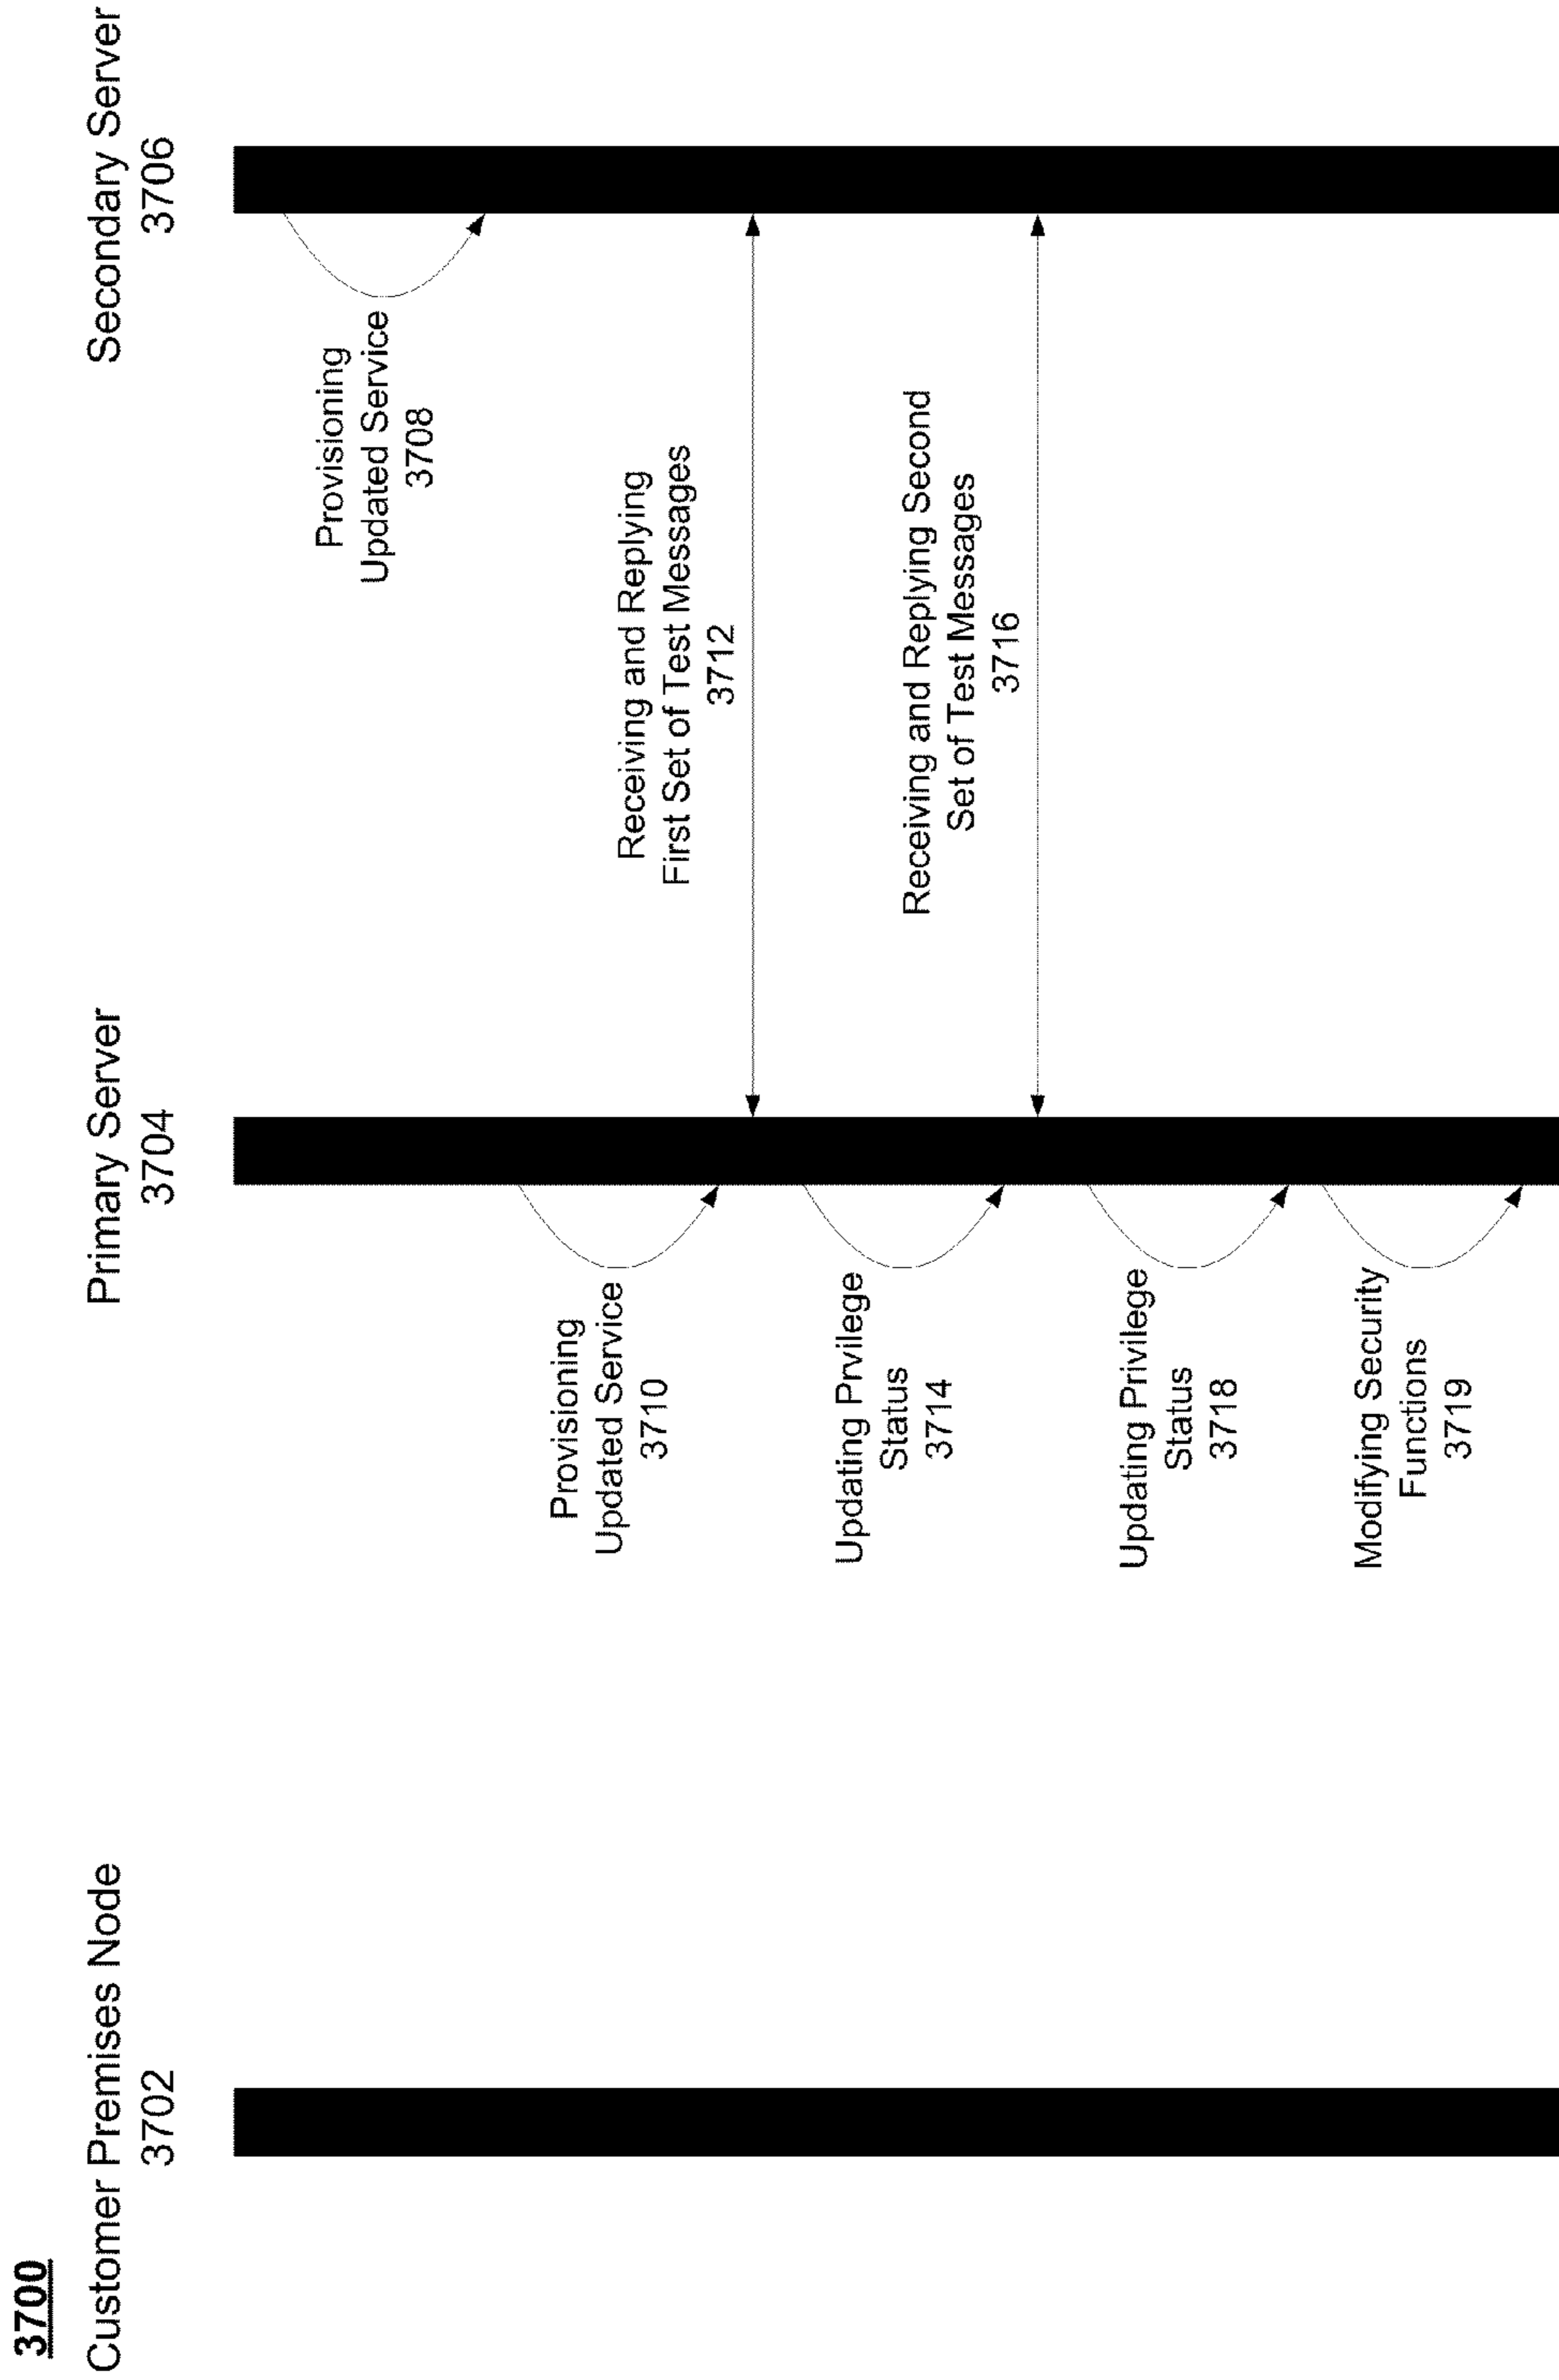 3700
Customer Premises Node
3702
Primary Server
3704
Secondary Server
3706
Provisioning
Updated Service
3708
Provisioning
Updated Service
3710
Receiving and Replying
First Set of Test Messages
3712
Updating Prvilege
Status
3714
Receiving and Replying Second
Set of Test Messages
3716
Updating Privilege
Status
3718
Modifying Security
Functions
3719